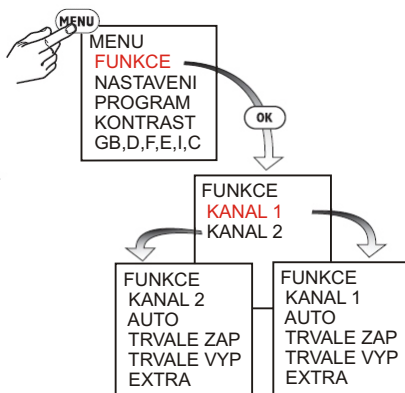 MENU
MENU
FUNKCE
NASTAVENI
PROGRAM
KONTRAST
GB,D,F,E,I,C
OK
FUNKCE
KANAL 1
KANAL 2
FUNKCE
KANAL 2
AUTO
TRVALE ZAP
TRVALE VYP
EXTRA
FUNKCE
KANAL 1
AUTO
TRVALE ZAP
TRVALE VYP
EXTRA